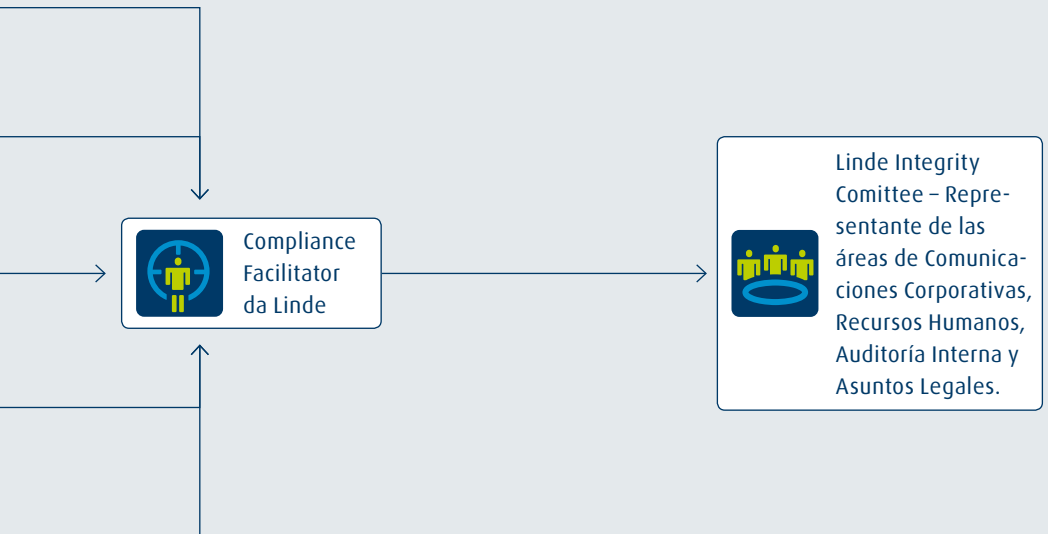 Compliance
Facilitator
da Linde
Linde Integrity
Comittee – Repre-
sentante de las
áreas de Comunica-
ciones Corporativas,
Recursos Humanos,
Auditoría Interna y
Asuntos Legales.